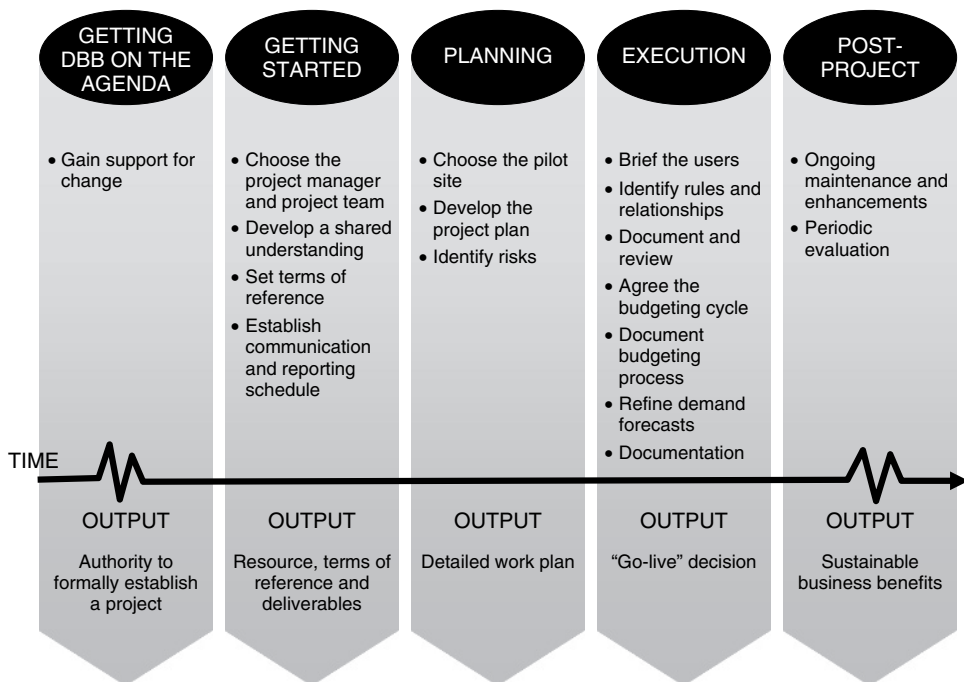 GETTING
DBB ON THE
AGENDA
• Gain support for
change
GETTING
STARTED
• Choose the
project manager
and project team
• Develop a shared
understanding
• Set terms of
reference
• Establish
communication
and reporting
schedule
PLANNING
• Choose the pilot
site
• Develop the
project plan
• Identify risks
EXECUTION
• Brief the users
• Identify rules and
relationships
• Document and
review
• Agree the
budgeting cycle
• Document
budgeting
process
• Refine demand
forecasts
• Documentation
POST-
PROJECT
• Ongoing
maintenance and
enhancements
• Periodic
evaluation
TIME
OUTPUT
Authority to
formally establish
a project
OUTPUT
Resource, terms of
reference and
deliverables
OUTPUT
Detailed work plan
OUTPUT
“Go-live” decision
OUTPUT
Sustainable
business benefits